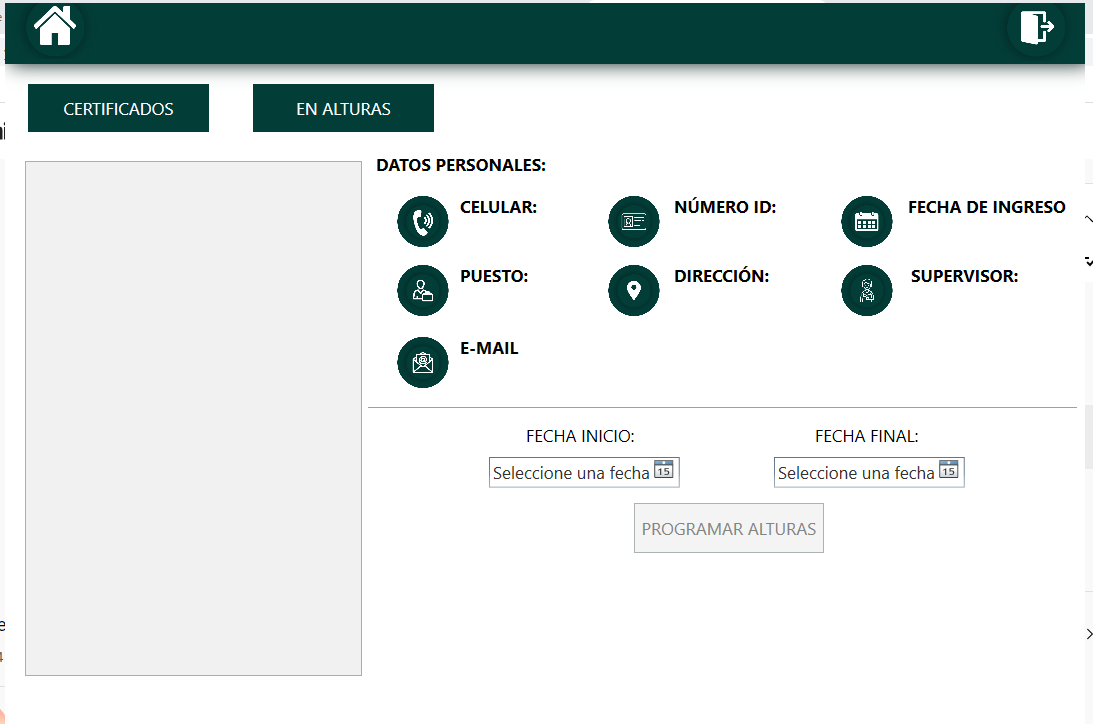 CERTIFICADOS
EN ALTURAS
DATOS PERSONALES:
CELULAR:
NÚMERO ID:
FECHA DE INGRESO
PUESTO:
DIRECCIÓN:
SUPERVISOR:
E-MAIL
FECHA INICIO:
FECHA FINAL:
Seleccione una fecha 15
Seleccione una fecha 15
PROGRAMAR ALTURAS